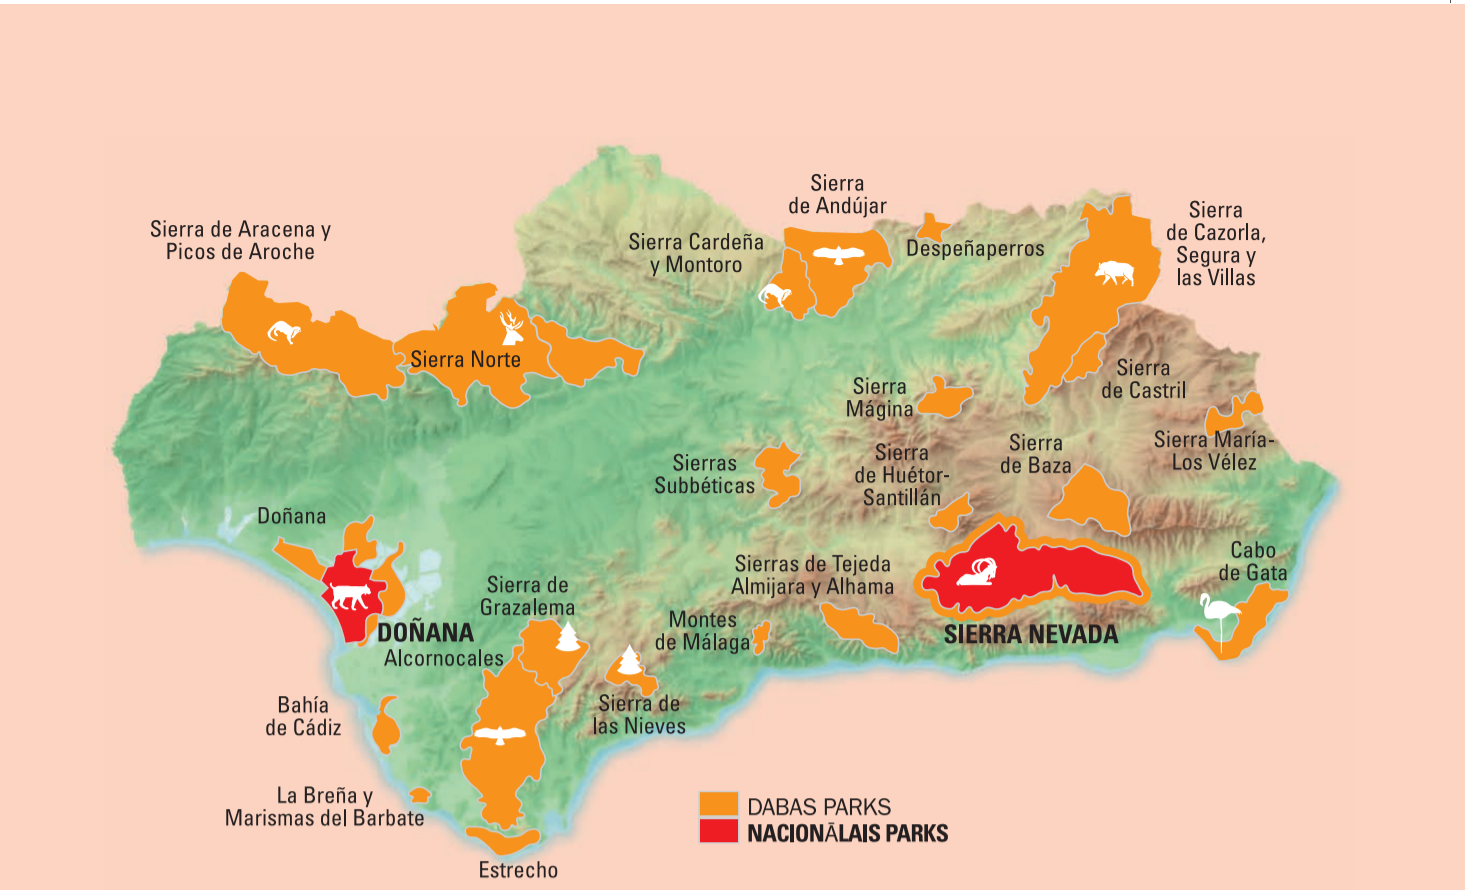 Sierra
de Andújar
Sierra de Aracena y
Picos de Aroche
Sierra Cardeña
y Montoro
Despeñaperros
Sierra
de Cazorla,
Segura y
las Villas
Sierra Norte
Sierra
Mágina
Sierra
de Castril
Sierra María-
Los Vélez
Sierras
Subbéticas
Sierra
de Huétor-
Santillán
Sierra
de Baza
Doñana
Cabo
de Gata
Sierras de Tejeda
Almijara y Alhama
Sierra de
Grazalema
Montes
de Málaga
DOÑANA
SIERRA NEVADA
Alcornocales
Sierra de
las Nieves
Bahía
de Cádiz
La Breña y
Marismas del Barbate
Estrecho
DABAS PARKS
NACIONĀLAIS PARKS